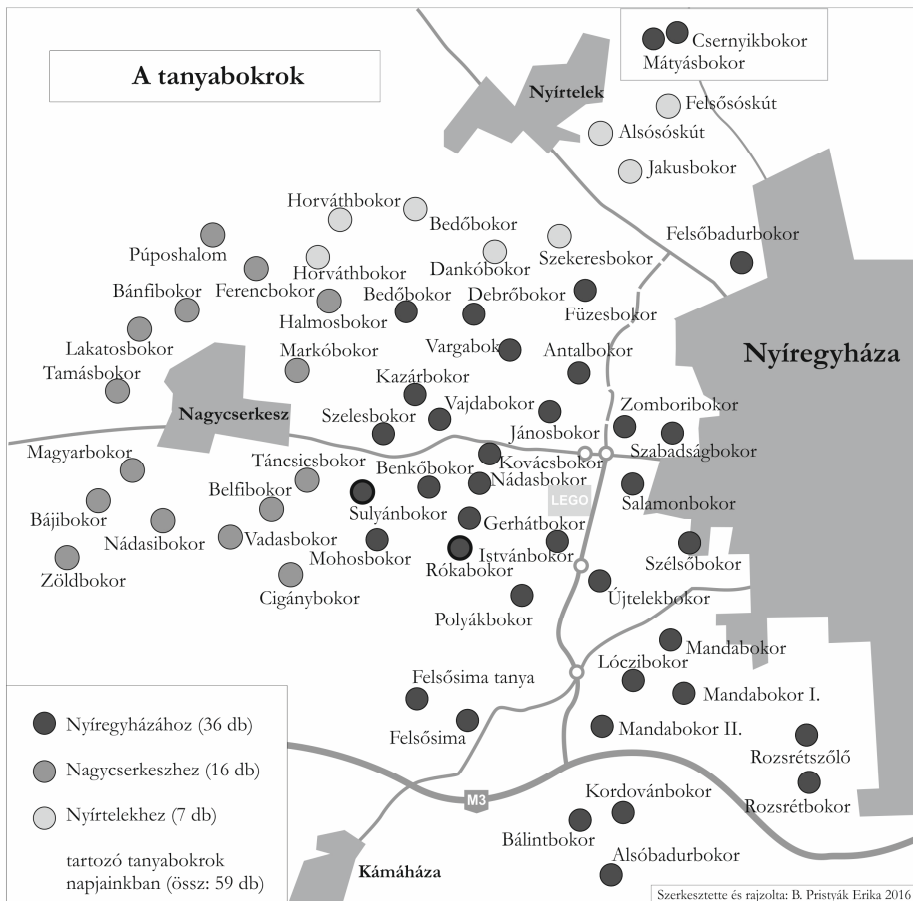 A tanyabokrok
Csernyikbokor
Mátyásbokor
Nyírtelek
Felsősóskút
Alsósóskút
Jakusbokor
Horváthbokor
Bedőbokor
Felsőbadurbokor
Púposhalom
Szekeresbokor
Dankóbokor
Horváthbokor
Ferencbokor
Bánfibokor
Bedőbokor
Debrőbokor
Füzesbokor
Halmosbokor
Lakatosbokor
Markóbokor
Vargabok
Antalbokor
Nyíregyháza
Tamásbokor
Kazárbokor
Nagycserkesz
Szelesbokor
Vajdabokor
Zomboribokor
Jánosbokor
Szabadságbokor
Magyarbokor
Táncsicsbokor
Benkőbokor
Kovácsbokor
Nádasbokor
Belfibokor
LEGO
Salamonbokor
Bájibokor
Sulyánbokor
Gerhátbokor
Nádasibokor
Vadasbokor
Mohosbokor
Istvánbokor
Szélsőbokor
Rókabokor
Zöldbokor
Cigánybokor
Újtelekbokor
Polyákbokor
Mandabokor
Lóczibokor
Felsősima tanya
Mandabokor I.
Felsősima
Mandabokor II.
Rozsrétszőlő
Rozsrétbokor
M3
Kordovánbokor
Bálintbokor
Alsóbadurbokor
Kámáháza
Nyíregyházához (36 db)
Nagycserkeszhez (16 db)
Nyírtelekhez (7 db)
tartozó tanyabokrok
napjainkban (össz: 59 db)
Szerkesztette és rajzolta: B. Pristyák Erika 2016